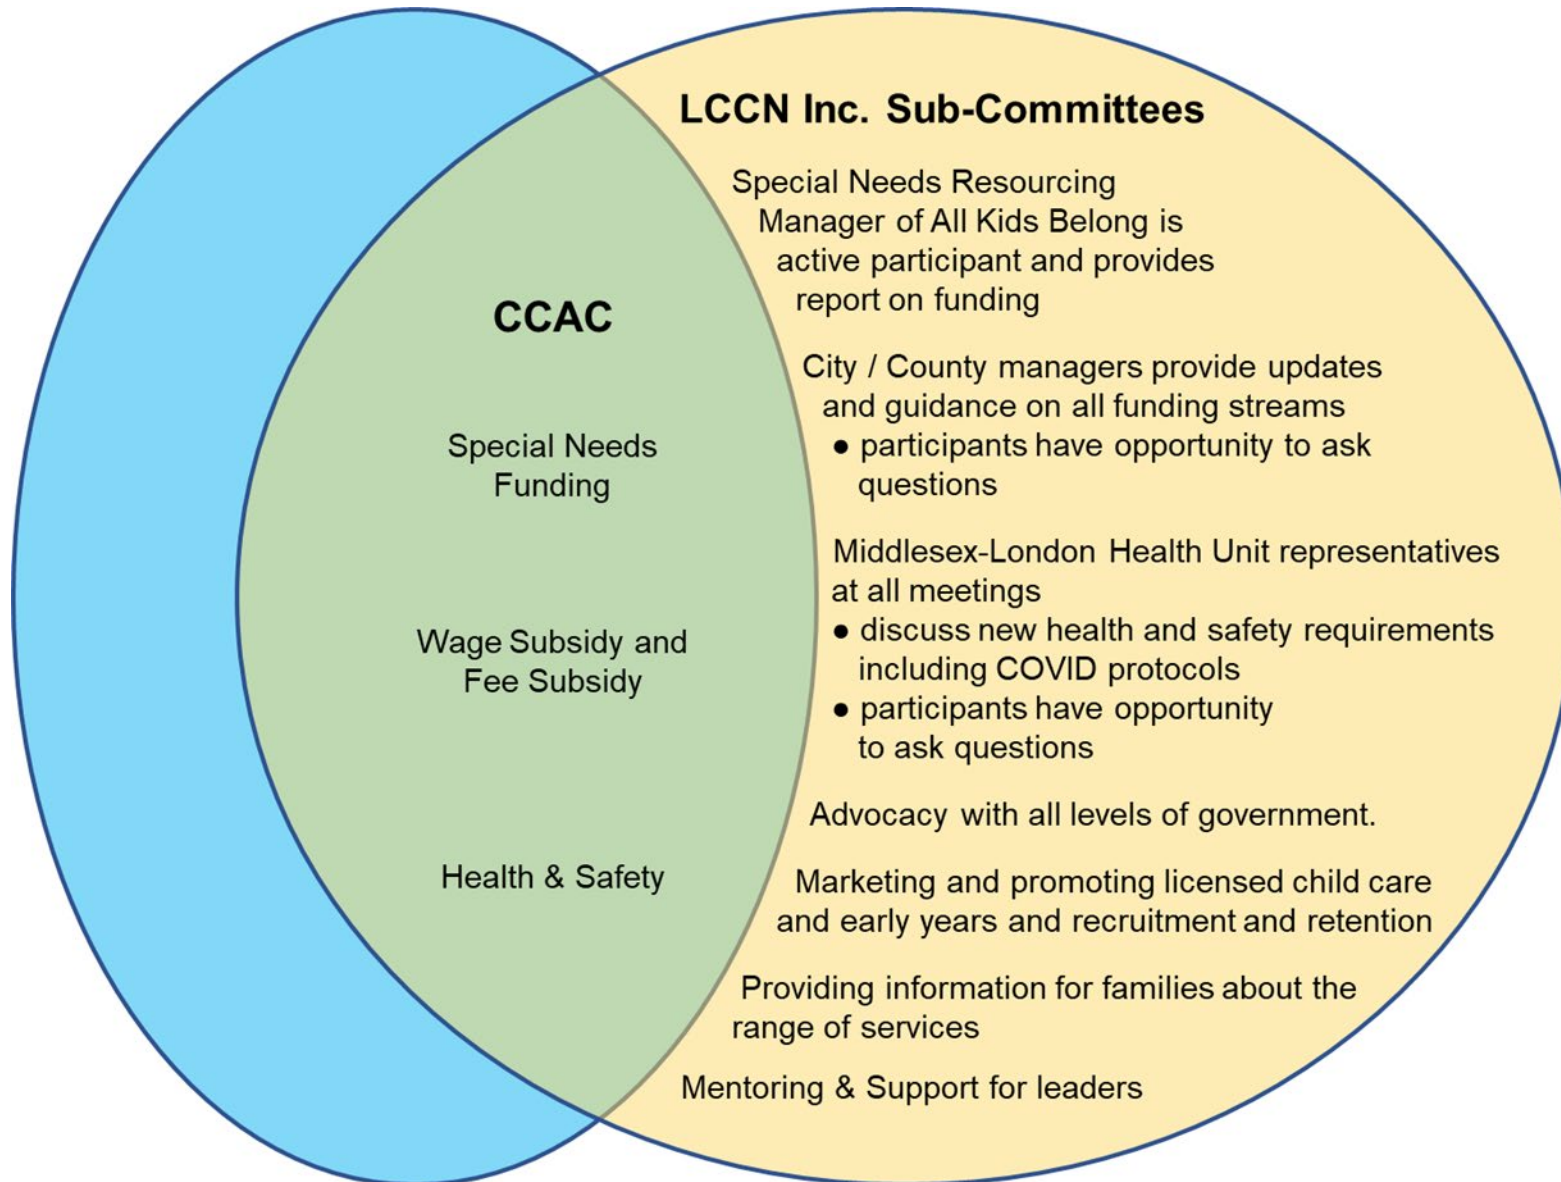 CCAC
Special Needs
Funding
Wage Subsidy and
Fee Subsidy
Health & Safety
LCCN Inc. Sub-Committees
Special Needs Resourcing
Manager of All Kids Belong is
active participant and provides
report on funding
City / County managers provide updates
and guidance on all funding streams
● participants have opportunity to ask
questions
Middlesex-London Health Unit representatives
at all meetings
● discuss new health and safety requirements
including COVID protocols
● participants have opportunity
to ask questions
Advocacy with all levels of government.
Marketing and promoting licensed child care
and early years and recruitment and retention
Providing information for families about the
range of services
Mentoring & Support for leaders